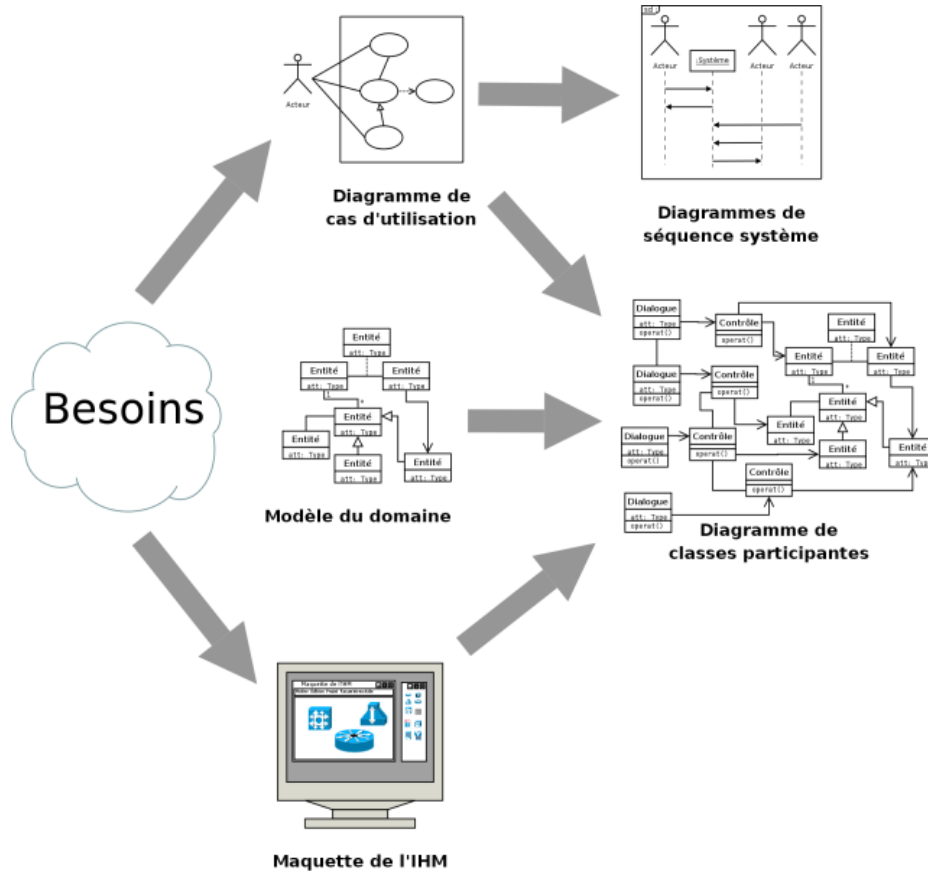 Acteur
Diagramme de
cas d'utilisation
sd
Acteur
:Système
Acteur
Acteur
Diagrammes de
séquence système
Besoins
Entité
att: Type
Entité
att: Type
Entité
att: Type
1
*
Entité
att: Type
Entité
att: Type
Entité
att: Type
Entité
att: Type
Modèle du domaine
Dialogue
att: Type
operat()
Contrôle
operat()
Entité
att: Type
Entité
att: Type
Entité
att: Type
Dialogue
att: Type
operat()
Contrôle
operat()
1
*
Entité
att: Type
Dialogue
att: Type
operat()
Contrôle
operat()
Entité
att: Type
Entité
att: Type
Entité
att: Type
Contrôle
operat()
Dialogue
att: Type
operat()
Diagramme de
classes participantes
Maquette de l'IHM
Maquette de l'IHM